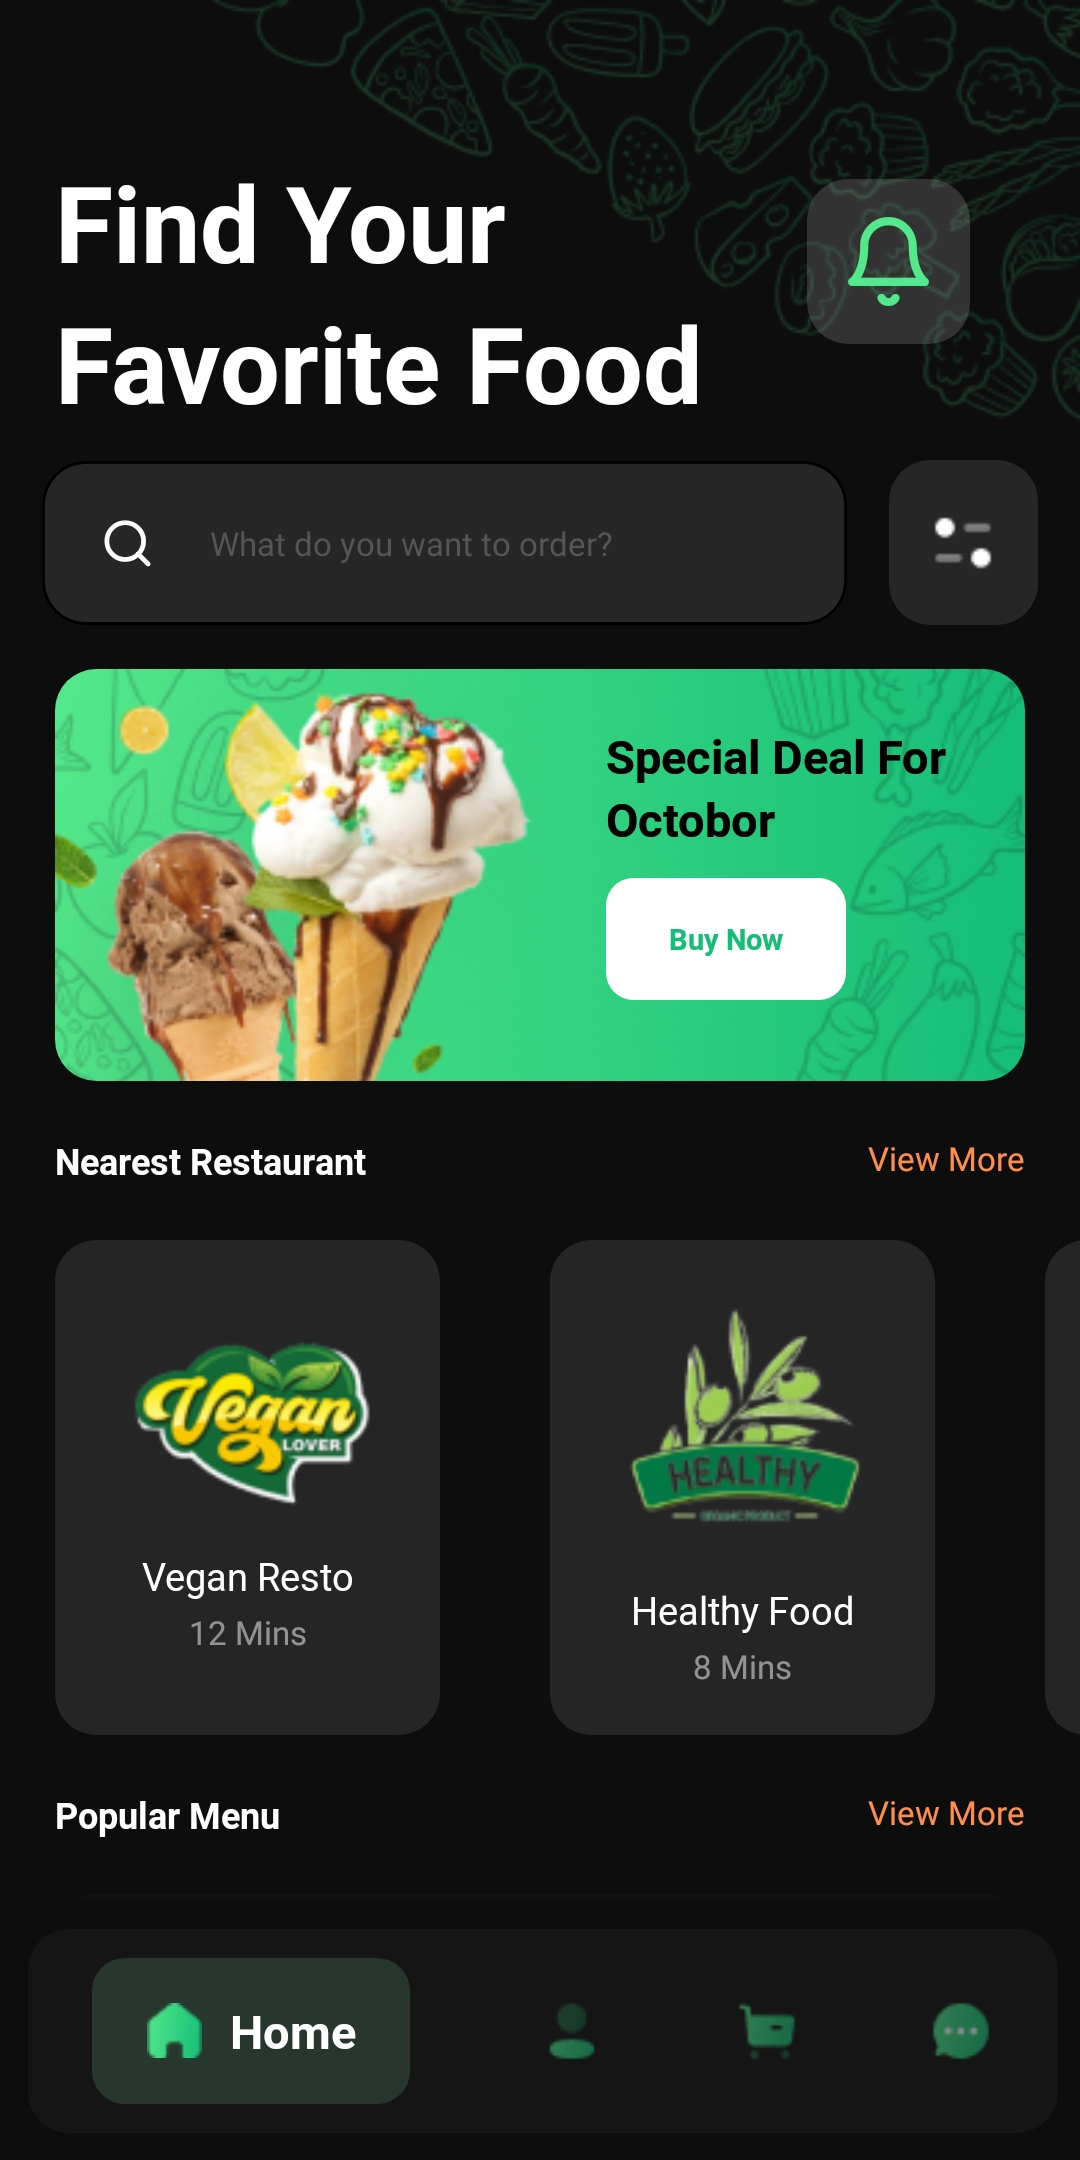 Find Your
Favorite Food
What do you want to order?
Special Deal For
Octobor
Buy Now
Nearest Restaurant
View More
Vegan
LOVER
Vegan Resto
12 Mins
HEALTHY
ORGANIC PRODUCT
Healthy Food
8 Mins
Popular Menu
View More
Home